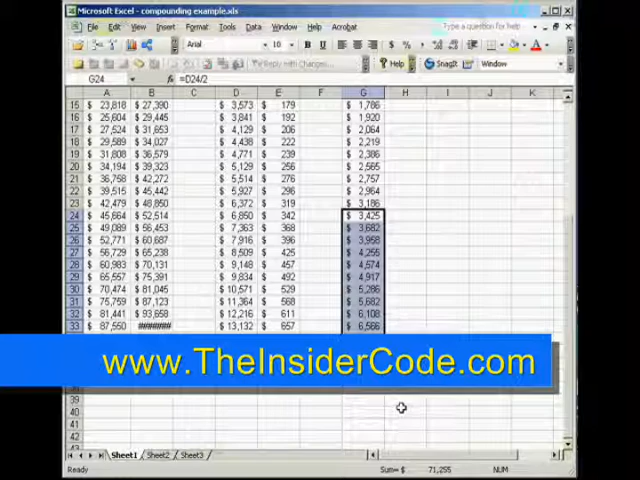 Microsoft Excel - compounding example.xls
File Edit View Insert Format Tools Data Window Help Acrobat Type a question for help
Arial 10 B U $ %
Reply with Changes... Help SnagIt Window
G24 fx =D24/2
A B C D E F G H I J K
15 $ 23,818 $ 27,390 $ 3,573 $ 179 $ 1,786
16 $ 25,604 $ 29,445 $ 3,841 $ 192 $ 1,920
17 $ 27,524 $ 31,653 $ 4,129 $ 206 $ 2,064
18 $ 29,589 $ 34,027 $ 4,438 $ 222 $ 2,219
19 $ 31,808 $ 36,579 $ 4,771 $ 239 $ 2,386
20 $ 34,194 $ 39,323 $ 5,129 $ 256 $ 2,565
21 $ 36,758 $ 42,272 $ 5,514 $ 276 $ 2,757
22 $ 39,515 $ 45,442 $ 5,927 $ 296 $ 2,964
23 $ 42,479 $ 48,850 $ 6,372 $ 319 $ 3,186
24 $ 45,664 $ 52,514 $ 6,850 $ 342 $ 3,425
25 $ 49,089 $ 56,453 $ 7,363 $ 368 $ 3,682
26 $ 52,771 $ 60,687 $ 7,916 $ 396 $ 3,958
27 $ 56,729 $ 65,238 $ 8,509 $ 425 $ 4,255
28 $ 60,983 $ 70,131 $ 9,148 $ 457 $ 4,574
29 $ 65,557 $ 75,391 $ 9,834 $ 492 $ 4,917
30 $ 70,474 $ 81,045 $ 10,571 $ 529 $ 5,286
31 $ 75,759 $ 87,123 $ 11,364 $ 568 $ 5,682
32 $ 81,441 $ 93,658 $ 12,216 $ 611 $ 6,108
33 $ 87,550 ####### $ 13,132 $ 657 $ 6,566
www.TheInsiderCode.com
39
40
41
42
Sheet1 Sheet2 Sheet3
Ready Sum= $ 71,255 NUM